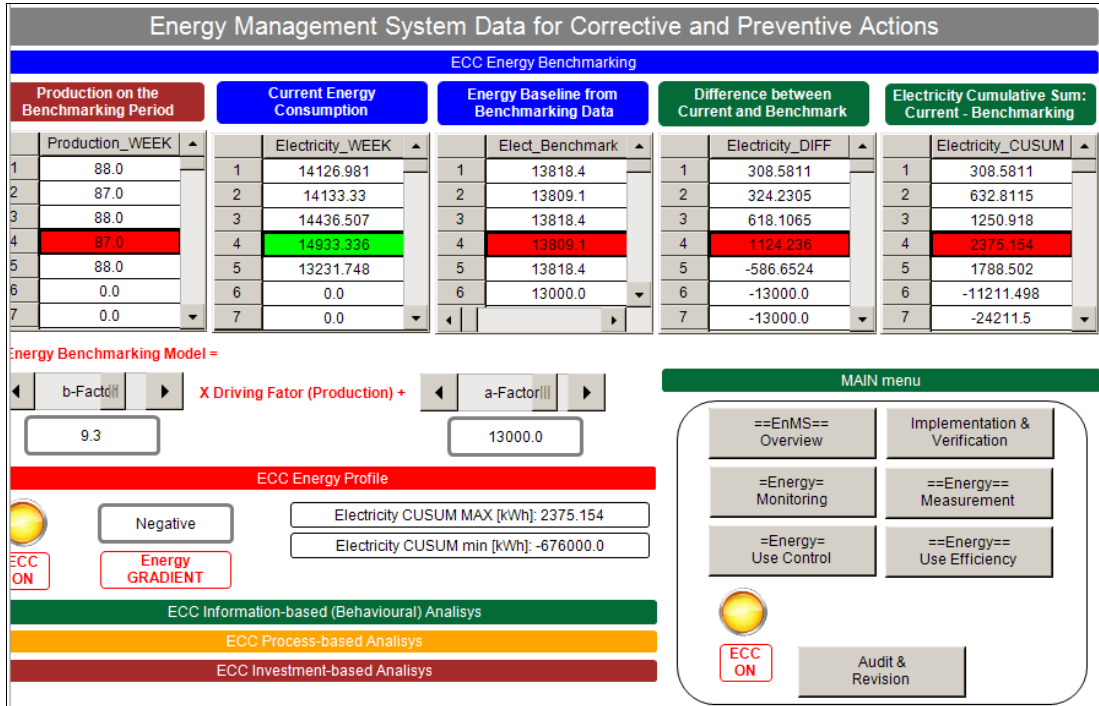 Energy Management System Data for Corrective and Preventive Actions
ECC Energy Benchmarking
Production on the
Benchmarking Period
Current Energy
Consumption
Energy Baseline from
Benchmarking Data
Difference between
Current and Benchmark
Electricity Cumulative Sum:
Current - Benchmarking
Production_WEEK
1 88.0
2 87.0
3 88.0
4 87.0
5 88.0
6 0.0
7 0.0
Electricity_WEEK
1 14126.981
2 14133.33
3 14436.507
4 14933.336
5 13231.748
6 0.0
7 0.0
Elect_Benchmark
1 13818.4
2 13809.1
3 13818.4
4 13809.1
5 13818.4
6 13000.0
Electricity_DIFF
1 308.5811
2 324.2305
3 618.1065
4 1124.236
5 -586.6524
6 -13000.0
7 -13000.0
Electricity_CUSUM
1 308.5811
2 632.8115
3 1250.918
4 2375.154
5 1788.502
6 -11211.498
7 -24211.5
Energy Benchmarking Model =
b-Factor
X Driving Fator (Production) +
a-Factor
9.3
13000.0
ECC Energy Profile
Negative
Electricity CUSUM MAX [kWh]: 2375.154
Electricity CUSUM min [kWh]: -676000.0
ECC
ON
Energy
GRADIENT
ECC Information-based (Behavioural) Analisys
ECC Process-based Analisys
ECC Investment-based Analisys
MAIN menu
==EnMS==
Overview
Implementation &
Verification
=Energy=
Monitoring
==Energy==
Measurement
=Energy=
Use Control
==Energy==
Use Efficiency
ECC
ON
Audit &
Revision